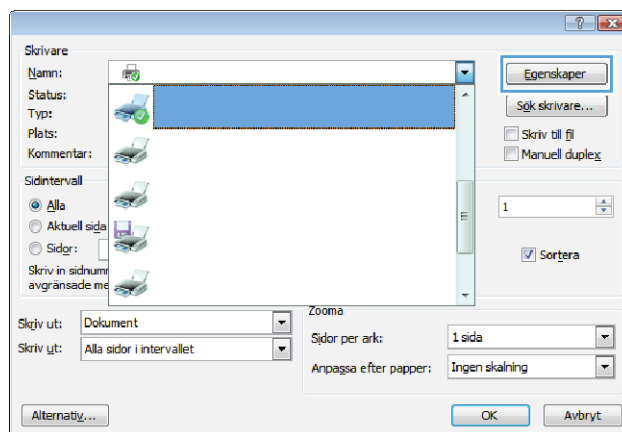 Skrivare
Namn:
Egenskaper
Status:
Sök skrivare...
Typ:
Plats:
Skriv till fil
Kommentar:
Manuell duplex
Sidintervall
Alla
1
Aktuell sida
Sidor:
Sortera
Skriv in sidnumr
avgränsade me
Zooma
Skriv ut: Dokument
Sidor per ark: 1 sida
Skriv ut: Alla sidor i intervallet
Anpassa efter papper: Ingen skalning
Alternativ...
OK
Avbryt